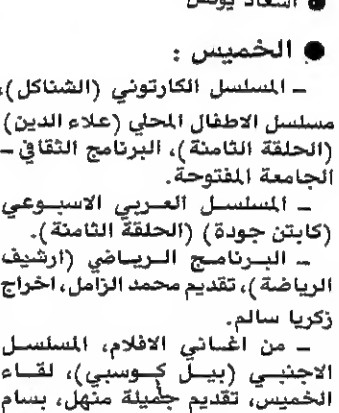 ● اسعاد يونس
● الخميس :
ـ المسلسل الكارتوني (الشناكل)،
مسلسل الاطفال المحلي (علاء الدين)
(الحلقة الثامنة)، البرنامج الثقافي ـ
الجامعة المفتوحة.
ـ المسلسل العربي الاسبوعي
(كابتن جودة) (الحلقة الثامنة).
ـ البرنامج الرياضي (ارشيف
الرياضة)، تقديم محمد الزامل، اخراج
زكريا سالم.
ـ من اغاني الافلام، المسلسل
الاجنبي (بيل كوسبي)، لقاء
الخميس، تقديم جميلة منهل، بسام